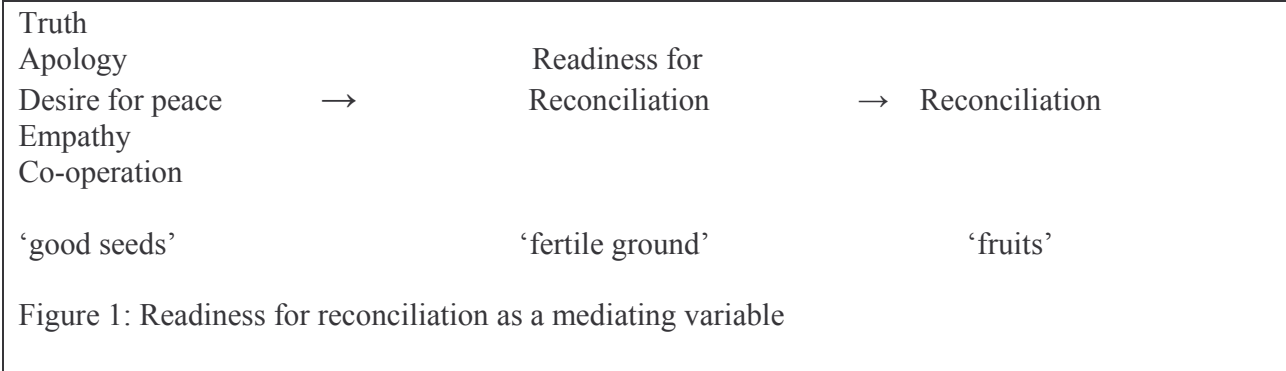 Truth
Apology Readiness for
Desire for peace → Reconciliation → Reconciliation
Empathy
Co-operation
‘good seeds’ ‘fertile ground’ ‘fruits’
Figure 1: Readiness for reconciliation as a mediating variable